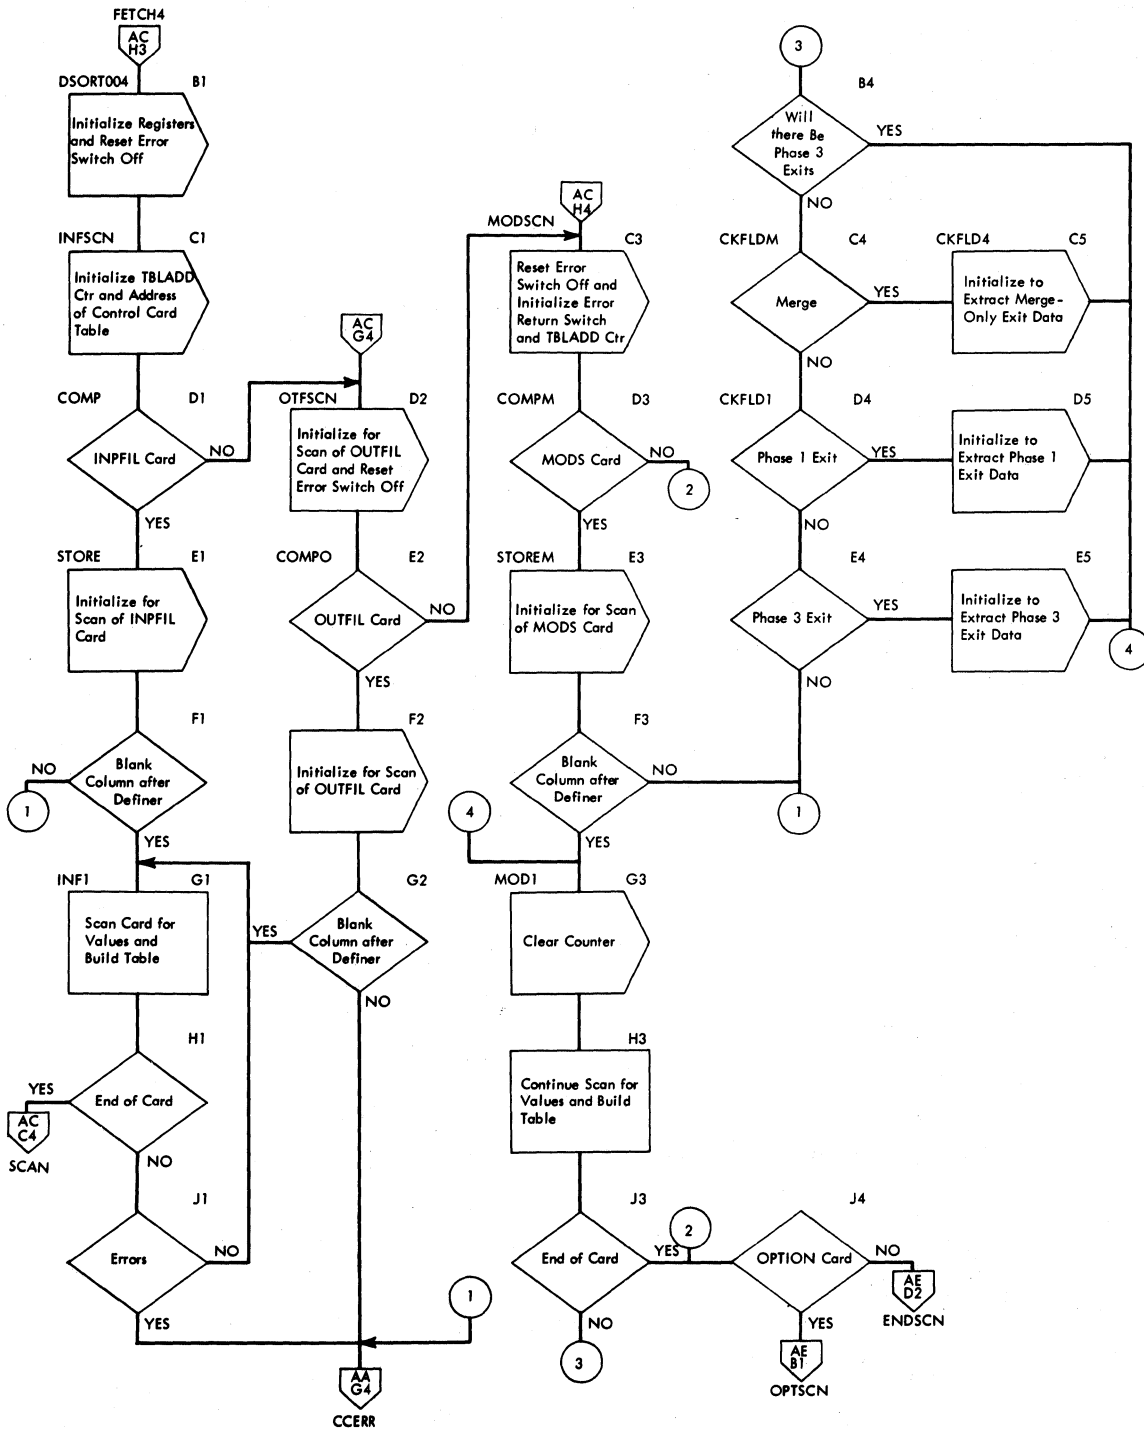 FETCH4
AC
H3
DSORT004
B1
Initialize Registers
and Reset Error
Switch Off
INFSCN
C1
Initialize TBLADD
Ctr and Address
of Control Card
Table
COMP
D1
INPFIL Card
NO
YES
STORE
E1
Initialize for
Scan of INPFIL
Card
F1
Blank
Column after
Definer
NO
1
YES
INF1
G1
Scan Card for
Values and
Build Table
H1
End of Card
YES
AC
C4
SCAN
NO
J1
Errors
NO
YES
AC
G4
OTFSCN
D2
Initialize for
Scan of OUTFIL
Card and Reset
Error Switch Off
COMPO
E2
OUTFIL Card
NO
YES
F2
Initialize for Scan
of OUTFIL Card
G2
Blank
Column after
Definer
YES
NO
1
AA
G4
CCERR
AC
H4
MODSCN
C3
Reset Error
Switch Off and
Initialize Error
Return Switch
and TBLADD Ctr
COMPM
D3
MODS Card
NO
2
YES
STOREM
E3
Initialize for Scan
of MODS Card
F3
Blank
Column after
Definer
NO
1
YES
4
MOD1
G3
Clear Counter
H3
Continue Scan for
Values and Build
Table
J3
End of Card
YES
2
NO
3
J4
OPTION Card
NO
AE
D2
ENDSCN
YES
AE
B1
OPTSCN
3
B4
Will
there Be
Phase 3
Exits
YES
NO
CKFLDM
C4
Merge
YES
NO
CKFLD4
C5
Initialize to
Extract Merge-
Only Exit Data
CKFLD1
D4
Phase 1 Exit
YES
NO
D5
Initialize to
Extract Phase 1
Exit Data
E4
Phase 3 Exit
YES
NO
E5
Initialize to
Extract Phase 3
Exit Data
4